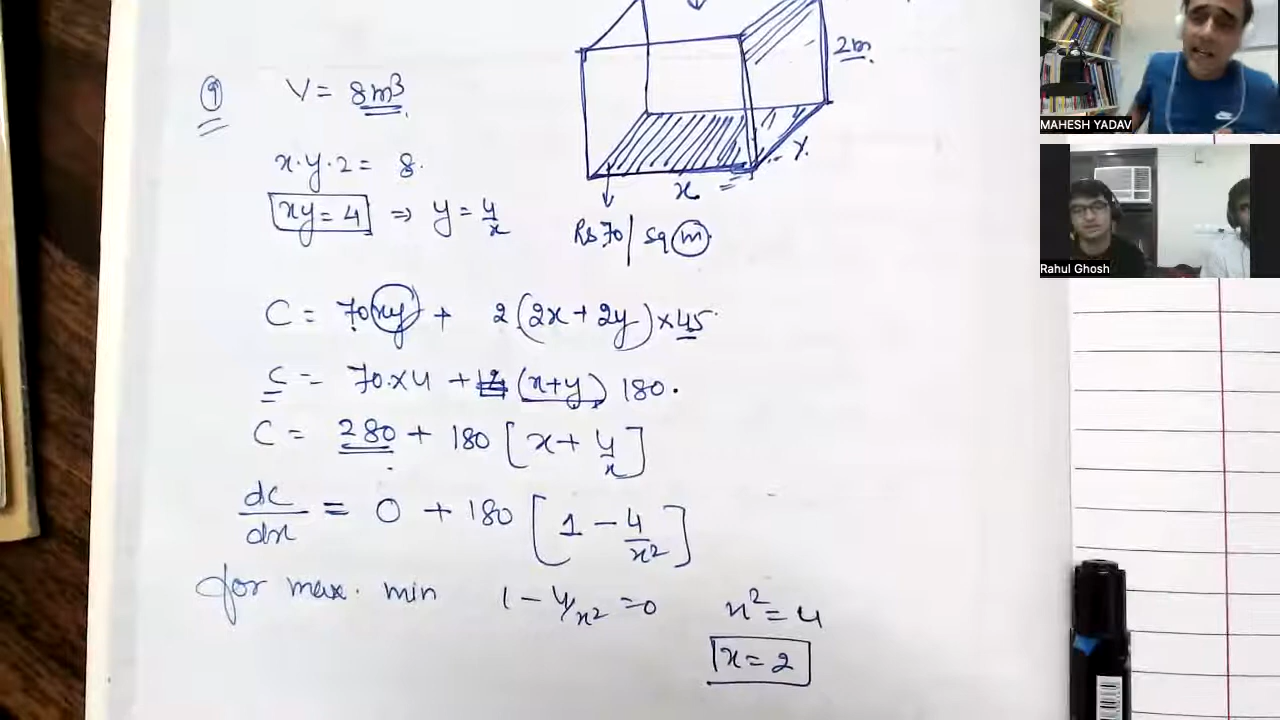 2m.
9
V = 8m³
x·y·2 = 8.
xy = 4 ⇒ y = 4/x
x
y.
Rs 70 / sq m.
C = 70 xy + 2(2x + 2y) × 45.
C = 70 × 4 + (x+y) 180.
C = 280 + 180 [x + 4/x]
dc/dx = 0 + 180 [1 - 4/x²]
for max. min 1 - 4/x² = 0 x² = 4
x = 2
MAHESH YADAV
Rahul Ghosh